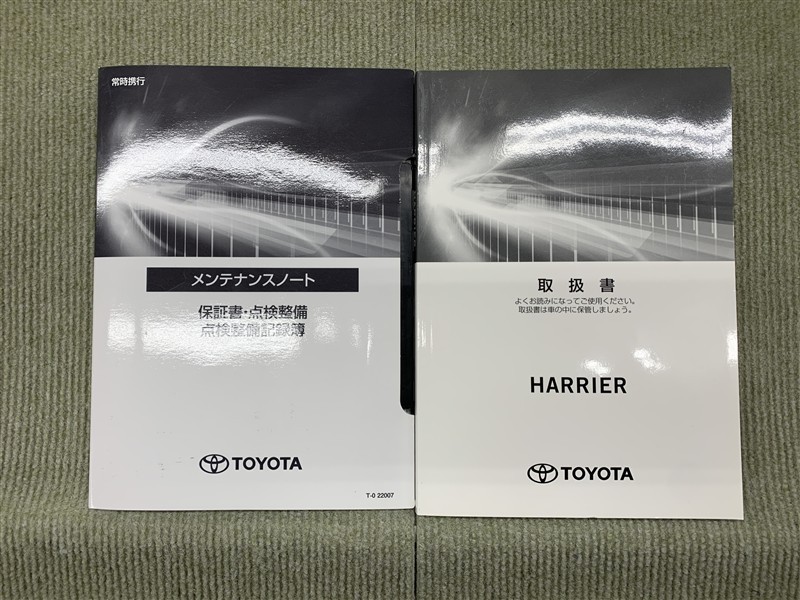 常時携行
メンテナンスノート
保証書・点検整備
点検整備記録簿
TOYOTA
T-0 22007
取扱書
よくお読みになってご使用ください。
取扱書は車の中に保管しましょう。
HARRIER
TOYOTA